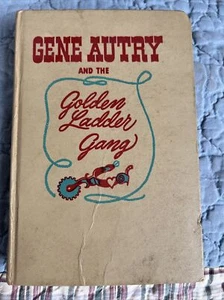 GENE AUTRY
AND THE
Golden
Ladder
Gang